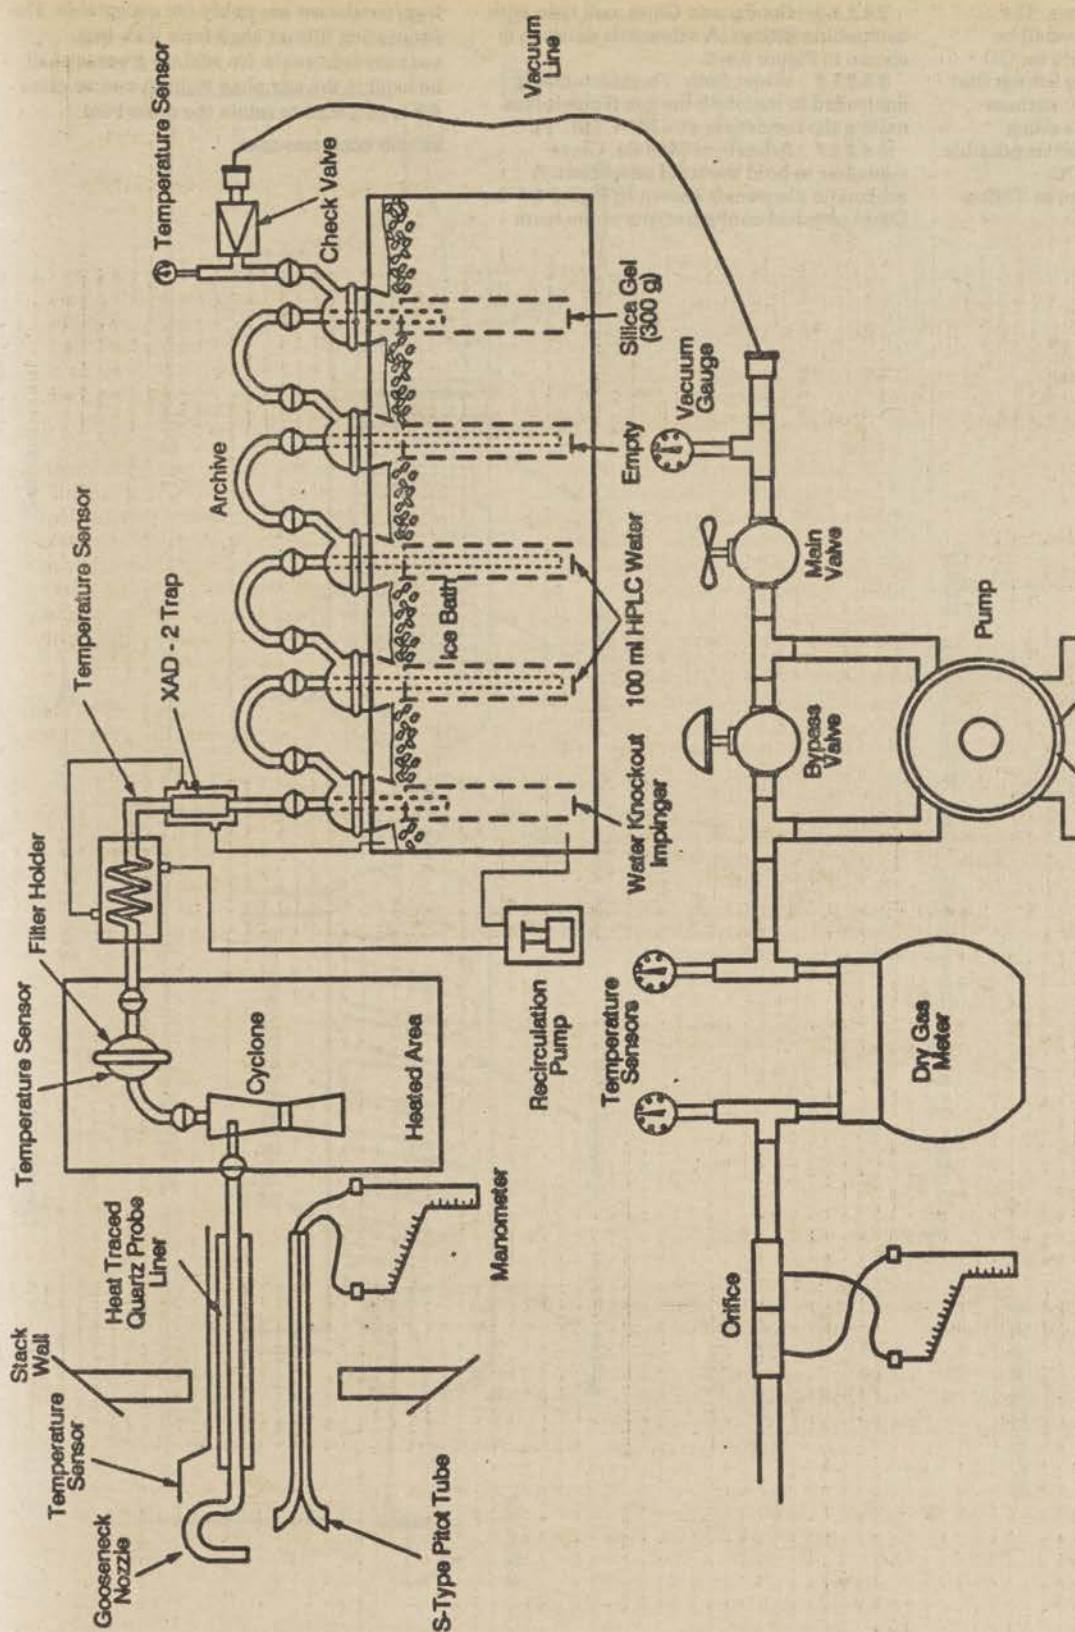 Gooseneck
Nozzle
Temperature
Sensor
Stack
Wall
Heat Traced
Quartz Probe
Liner
Temperature Sensor
Filter Holder
Temperature Sensor
XAD - 2 Trap
Archive
Temperature Sensor
Check Valve
Vacuum
Line
Cyclone
Heated Area
S-Type Pitot Tube
Manometer
Ice Bath
Recirculation
Pump
Water Knockout
Impinger
100 ml HPLC Water
Empty
Silica Gel
(300 g)
Temperature
Sensors
Vacuum
Gauge
Orifice
Dry Gas
Meter
Bypass
Valve
Main
Valve
Pump